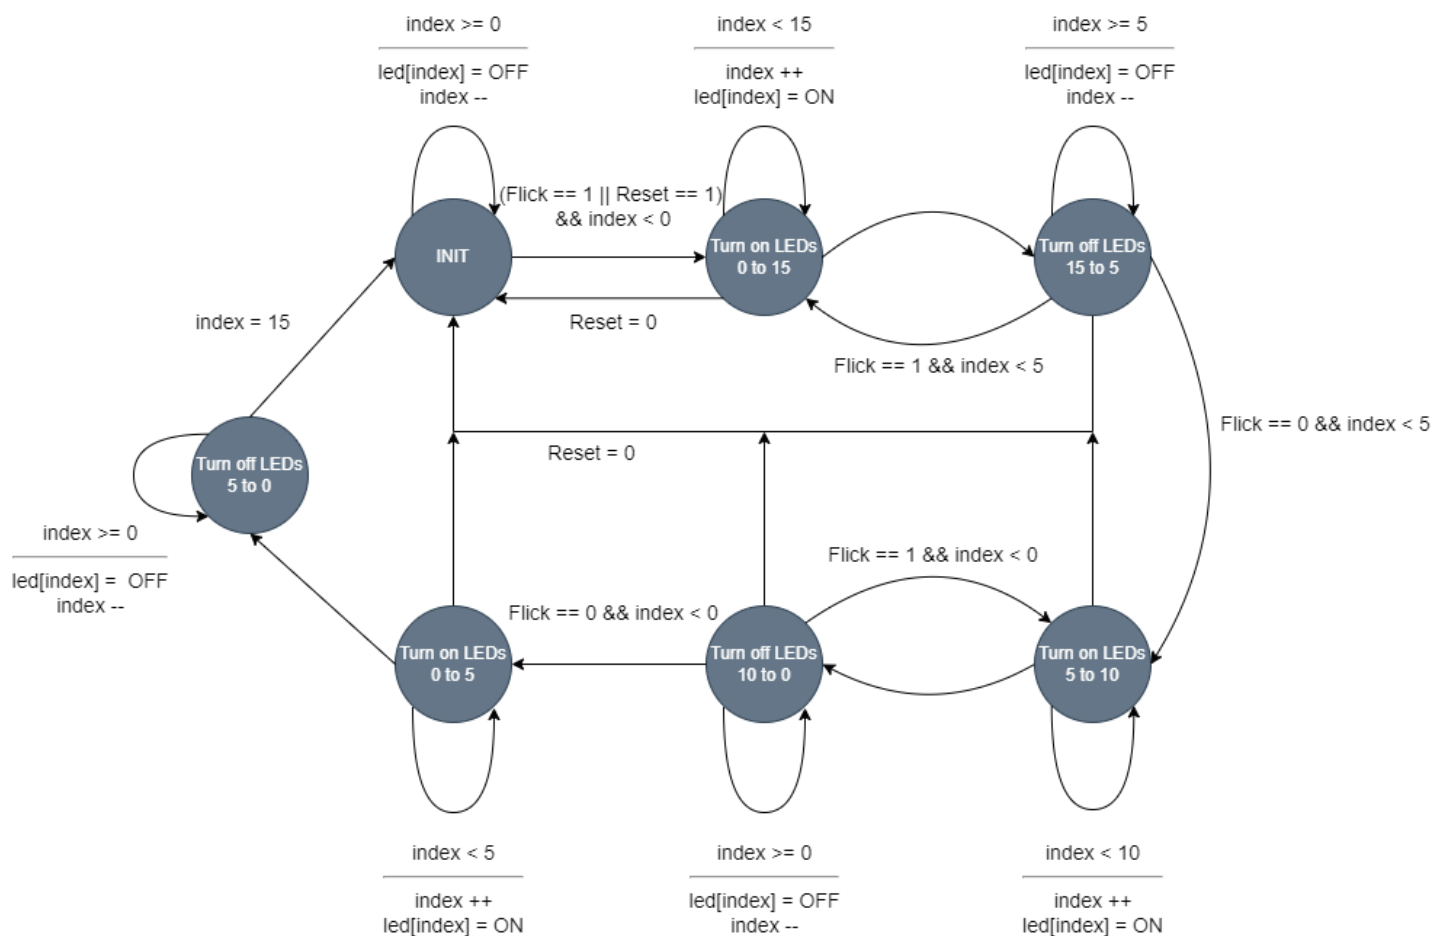 index >= 0
led[index] = OFF
index --
index < 15
index ++
led[index] = ON
index >= 5
led[index] = OFF
index --
(Flick == 1 || Reset == 1)
&& index < 0
INIT
Turn on LEDs
0 to 15
Turn off LEDs
15 to 5
Reset = 0
index = 15
Flick == 1 && index < 5
Flick == 0 && index < 5
Reset = 0
Turn off LEDs
5 to 0
index >= 0
led[index] =  OFF
index --
Flick == 1 && index < 0
Flick == 0 && index < 0
Turn on LEDs
0 to 5
Turn off LEDs
10 to 0
Turn on LEDs
5 to 10
index < 5
index ++
led[index] = ON
index >= 0
led[index] = OFF
index --
index < 10
index ++
led[index] = ON